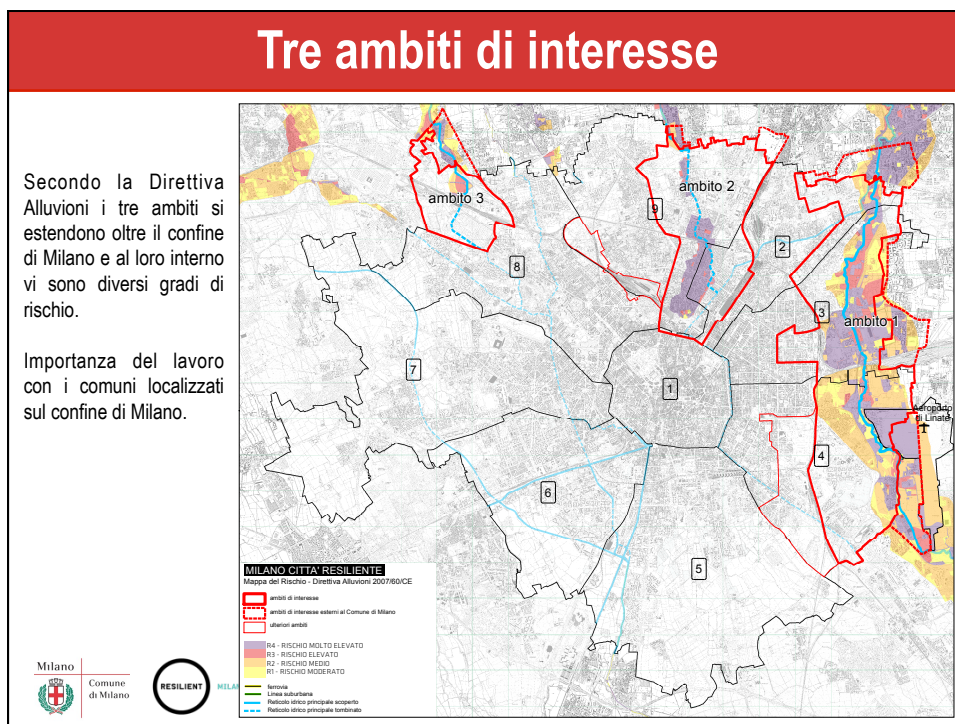 Tre ambiti di interesse
Secondo la Direttiva
Alluvioni i tre ambiti si
estendono oltre il confine
di Milano e al loro interno
vi sono diversi gradi di
rischio.
Importanza del lavoro
con i comuni localizzati
sul confine di Milano.
ambito 3
ambito 2
9
2
8
3
ambito 1
7
1
Aeroporto
di Linate
4
6
5
MILANO CITTA' RESILIENTE
Mappa del Rischio - Direttiva Alluvioni 2007/60/CE
ambiti di interesse
ambiti di interesse esterni al Comune di Milano
ulteriori ambiti
R4 - RISCHIO MOLTO ELEVATO
R3 - RISCHIO ELEVATO
R2 - RISCHIO MEDIO
R1 - RISCHIO MODERATO
ferrovia
Linea suburbana
Reticolo idrico principale scoperto
Reticolo idrico principale tombinato
Milano
Comune
di Milano
RESILIENT
MILAN